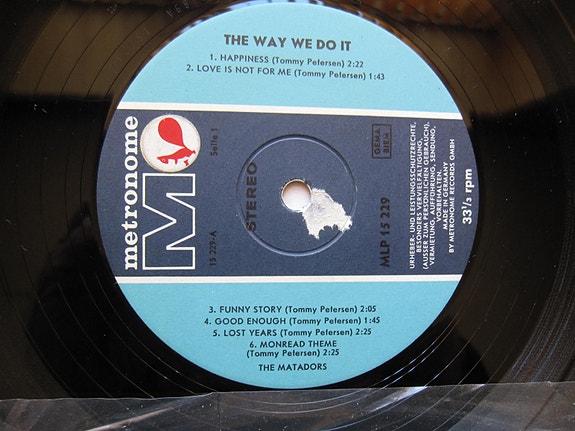 THE WAY WE DO IT
1. HAPPINESS (Tommy Petersen) 2:22
2. LOVE IS NOT FOR ME (Tommy Petersen) 1:43
metronome
M
Seite 1
15 229-A
STEREO
GEMA
BIEM
MLP 15 229
URHEBER- UND LEISTUNGSSCHUTZRECHTE,
BESONDERS VERVIELFÄLTIGUNG,
(AUSSER ZUM PERSÖNLICHEN GEBRAUCH),
VERMIETUNG, AUFFÜHRUNG, SENDUNG,
VORBEHALTEN.
MADE IN GERMANY
BY METRONOME RECORDS GMBH
33¹/₃ rpm
3. FUNNY STORY (Tommy Petersen) 2:05
4. GOOD ENOUGH (Tommy Petersen) 1:45
5. LOST YEARS (Tommy Petersen) 2:25
6. MONREAD THEME
(Tommy Petersen) 2:25
THE MATADORS